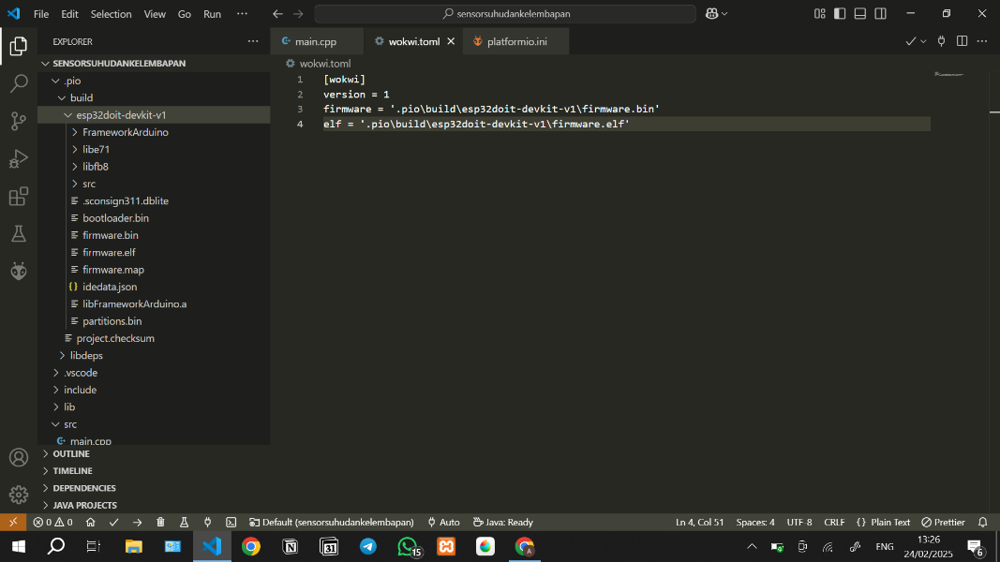 File Edit Selection View Go Run ···
sensorsuhudankelembapan
EXPLORER
main.cpp
wokwi.toml
platformio.ini
SENSORSUHUDANKELEMBAPAN
.pio
build
esp32doit-devkit-v1
FrameworkArduino
libe71
libfb8
src
.sconsign311.dblite
bootloader.bin
firmware.bin
firmware.elf
firmware.map
idedata.json
libFrameworkArduino.a
partitions.bin
project.checksum
libdeps
.vscode
include
lib
src
main.cpp
OUTLINE
TIMELINE
DEPENDENCIES
JAVA PROJECTS
wokwi.toml
1 [wokwi]
2 version = 1
3 firmware = '.pio\build\esp32doit-devkit-v1\firmware.bin'
4 elf = '.pio\build\esp32doit-devkit-v1\firmware.elf'
0 0 Default (sensorsuhudankelembapan) Auto Java: Ready Ln 4, Col 51 Spaces: 4 UTF-8 CRLF {} Plain Text Prettier
15
31
ENG
13:26
24/02/2025
6